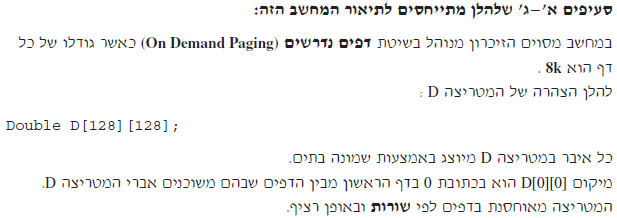 סעיפים א'–ג' שלהלן מתייחסים לתיאור המחשב הזה:
במחשב מסוים הזיכרון מנוהל בשיטת דפים נדרשים (On Demand Paging) כאשר גודלו של כל
דף הוא 8k .
להלן הצהרה של המטריצה D :
Double D[128][128];
כל איבר במטריצה D מיוצג באמצעות שמונה בתים.
מיקום D[0][0] הוא בכתובת 0 בדף הראשון מבין הדפים שבהם משוכנים אברי המטריצה D.
המטריצה מאוחסנת בדפים לפי שורות ובאופן רציף.